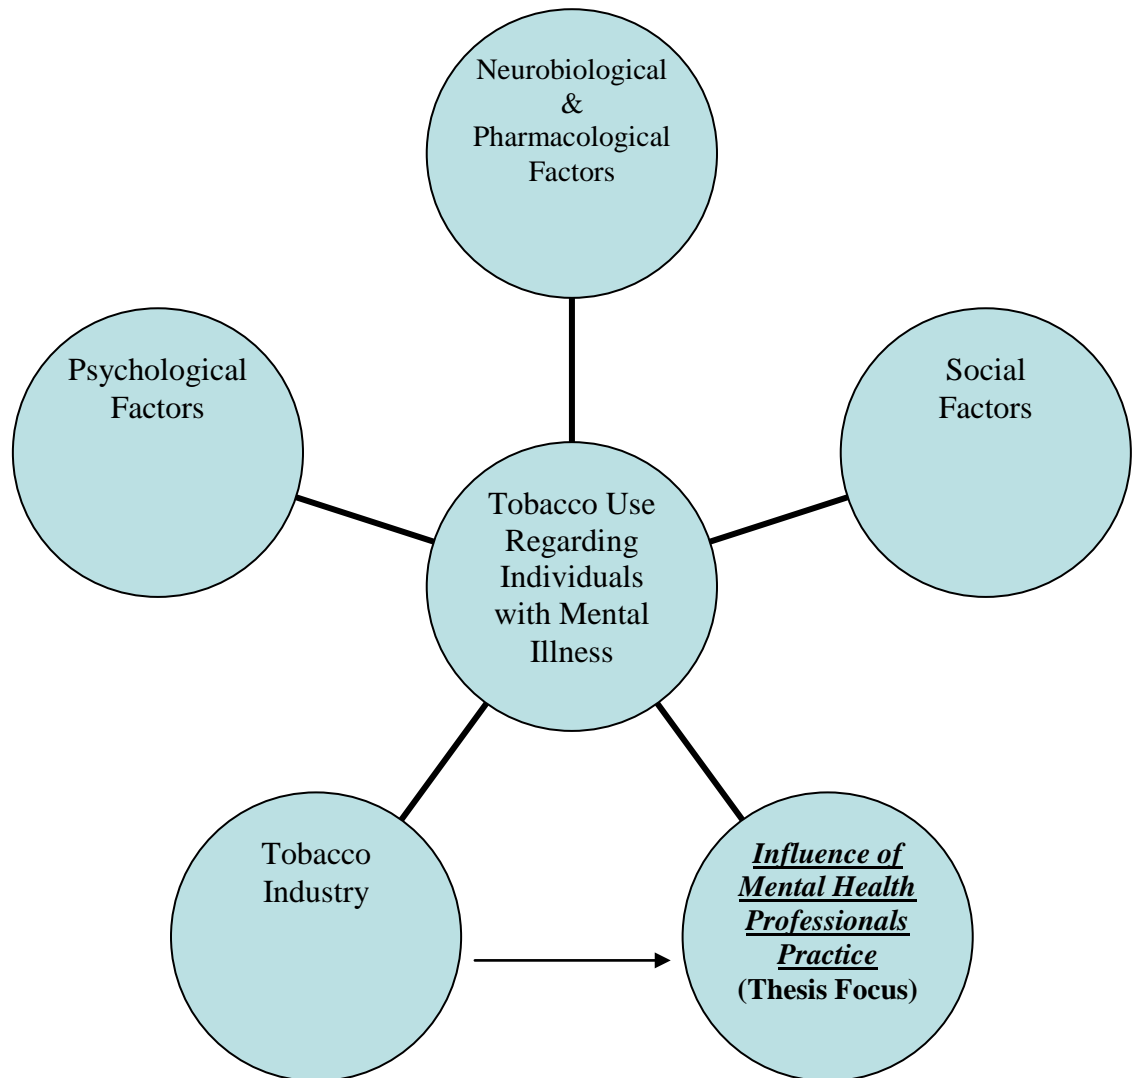 Neurobiological
&
Pharmacological
Factors
Psychological
Factors
Social
Factors
Tobacco Use
Regarding
Individuals
with Mental
Illness
Tobacco
Industry
Influence of
Mental Health
Professionals
Practice
(Thesis Focus)